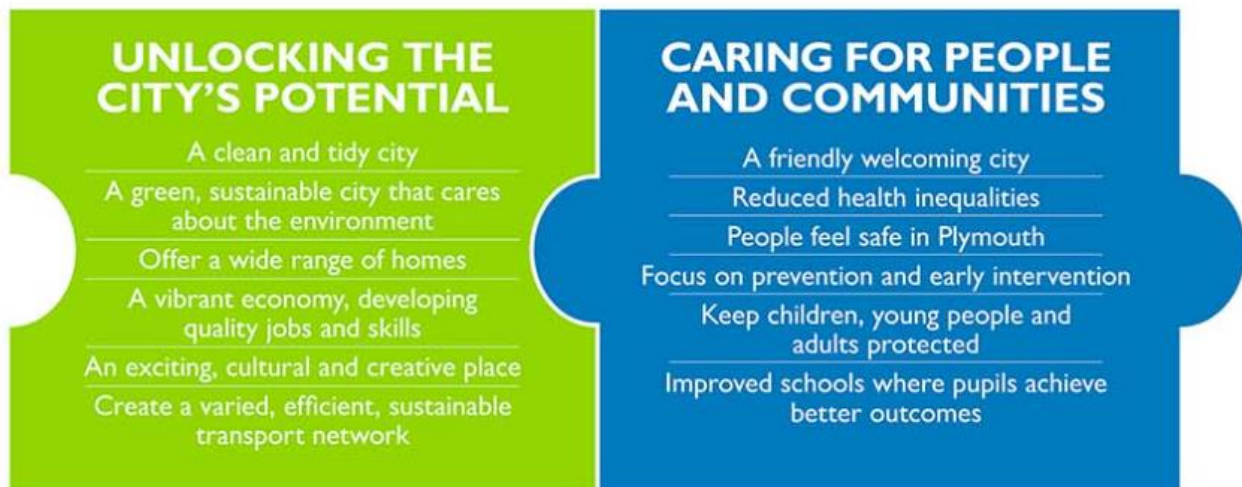 UNLOCKING THE
CITY'S POTENTIAL
A clean and tidy city
A green, sustainable city that cares
about the environment
Offer a wide range of homes
A vibrant economy, developing
quality jobs and skills
An exciting, cultural and creative place
Create a varied, efficient, sustainable
transport network
CARING FOR PEOPLE
AND COMMUNITIES
A friendly welcoming city
Reduced health inequalities
People feel safe in Plymouth
Focus on prevention and early intervention
Keep children, young people and
adults protected
Improved schools where pupils achieve
better outcomes